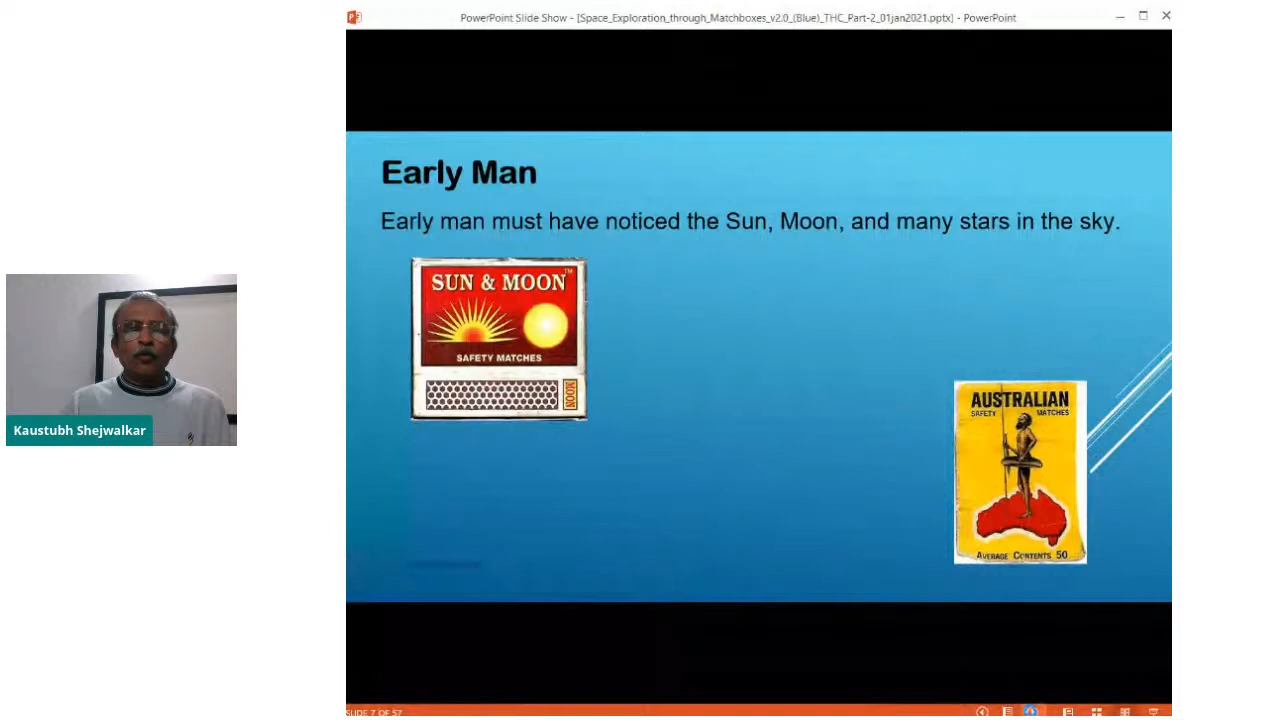 PowerPoint Slide Show - [Space_Exploration_through_Matchboxes_v2.0_(Blue)_THC_Part-2_01jan2021.pptx] - PowerPoint
Early Man
Early man must have noticed the Sun, Moon, and many stars in the sky.
SUN & MOON™
SAFETY MATCHES
MOON
AUSTRALIAN
SAFETY MATCHES
AVERAGE CONTENTS 50
Kaustubh Shejwalkar
SLIDE 7 OF 57